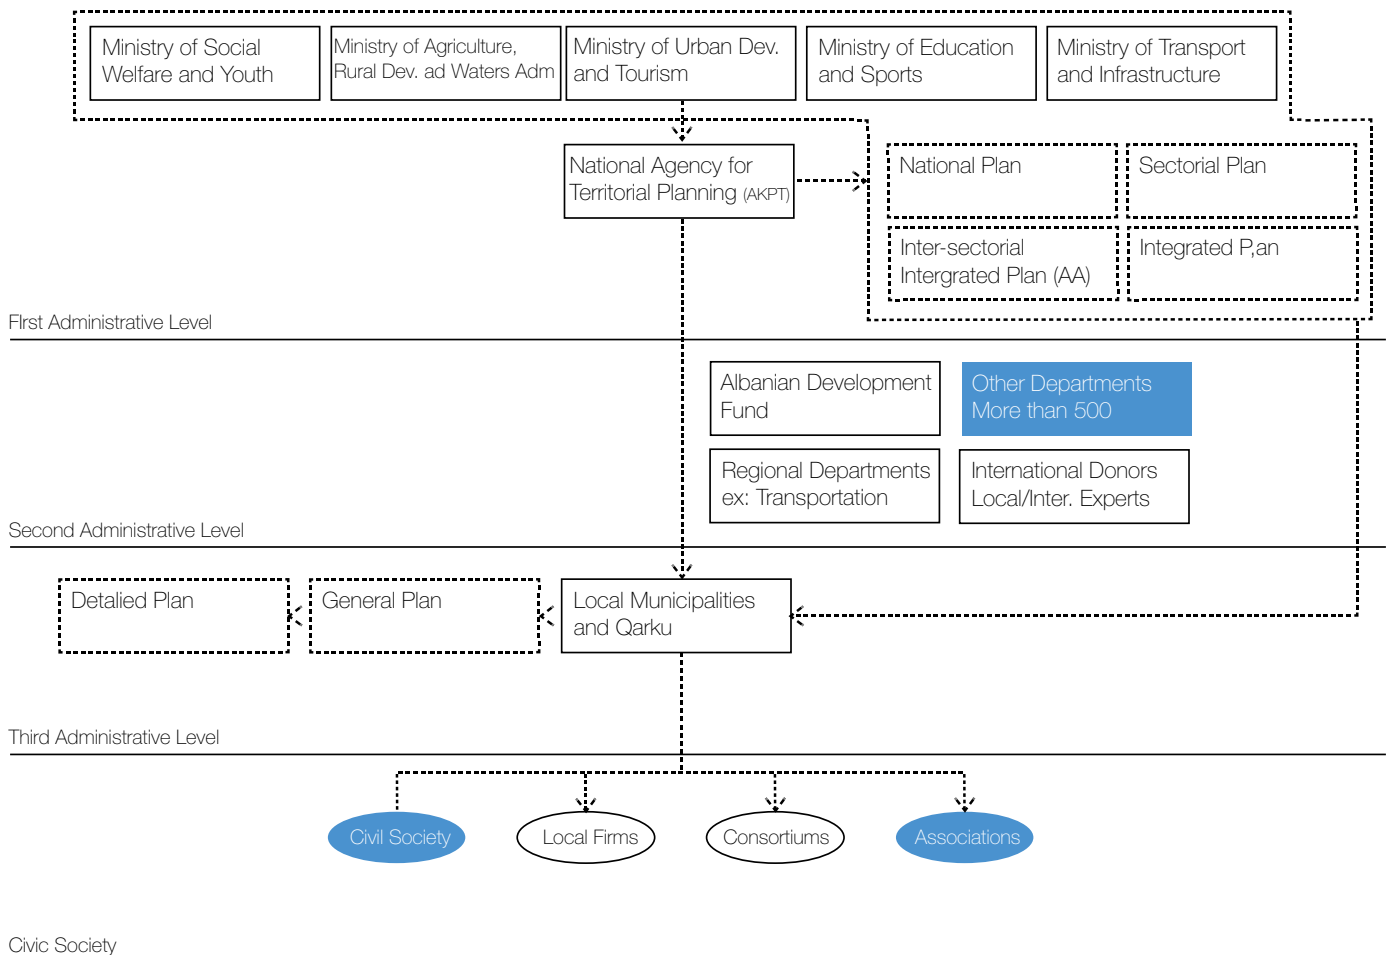 Ministry of Social
Welfare and Youth
Ministry of Agriculture,
Rural Dev. ad Waters Adm
Ministry of Urban Dev.
and Tourism
Ministry of Education
and Sports
Ministry of Transport
and Infrastructure
National Agency for
Territorial Planning (AKPT)
National Plan
Sectorial Plan
Inter-sectorial
Intergrated Plan (AA)
Integrated P,an
FIrst Administrative Level
Albanian Development
Fund
Other Departments
More than 500
Regional Departments
ex: Transportation
International Donors
Local/Inter. Experts
Second Administrative Level
Detalied Plan
General Plan
Local Municipalities
and Qarku
Third Administrative Level
Civil Society
Local Firms
Consortiums
Associations
Civic Society